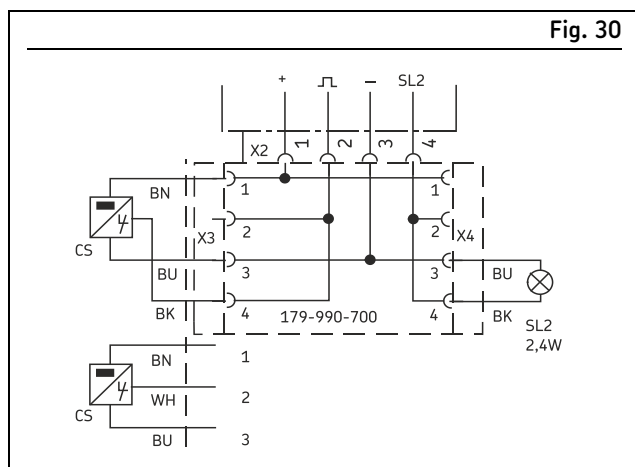 Fig. 30
+ ⎍ − SL2
X2 1 2 3 4
BN 1 1
X3 2 2 X4
CS
BU 3 3 BU
BK 4 179-990-700 4 BK
SL2
2,4W
BN 1
WH 2
CS
BU 3